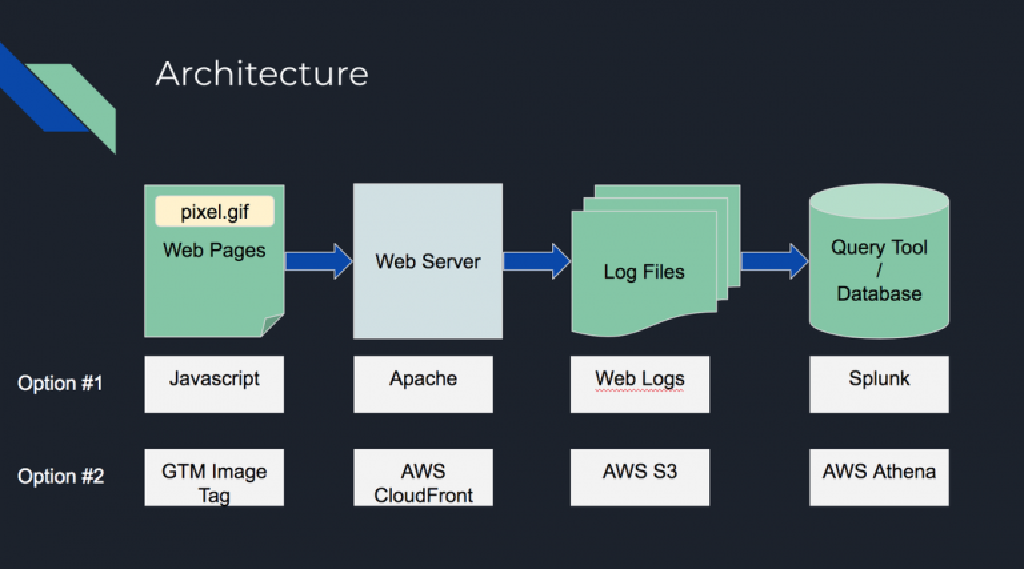 Architecture
pixel.gif
Web Pages
Web Server
Log Files
Query Tool
/
Database
Option #1
Javascript
Apache
Web Logs
Splunk
Option #2
GTM Image
Tag
AWS
CloudFront
AWS S3
AWS Athena